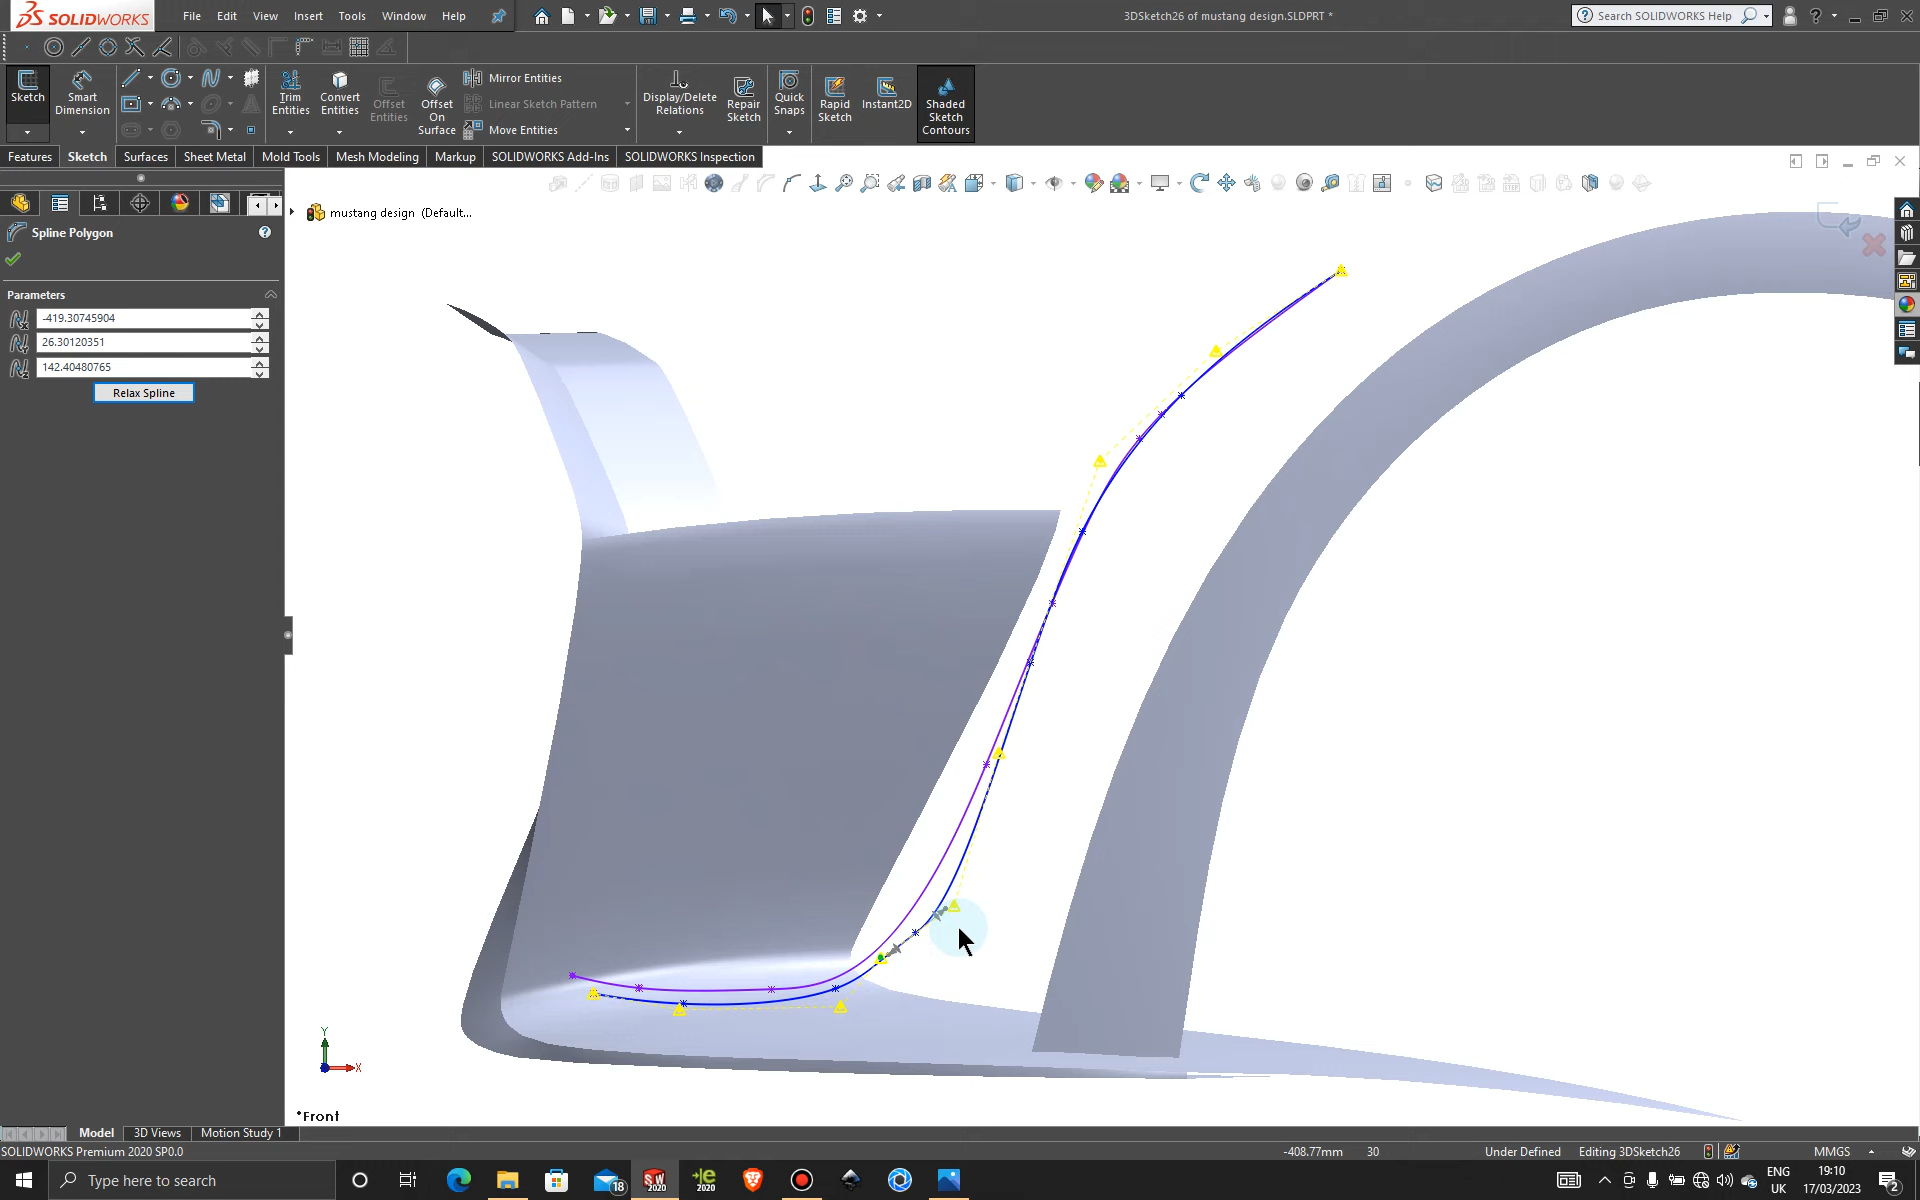 SOLIDWORKS
File Edit View Insert Tools Window Help
3DSketch26 of mustang design.SLDPRT *
Search SOLIDWORKS Help
Sketch
Smart Dimension
Trim Entities
Convert Entities
Offset Entities
Offset On Surface
Mirror Entities
Linear Sketch Pattern
Move Entities
Display/Delete Relations
Repair Sketch
Quick Snaps
Rapid Sketch
Instant2D
Shaded Sketch Contours
Features Sketch Surfaces Sheet Metal Mold Tools Mesh Modeling Markup SOLIDWORKS Add-Ins SOLIDWORKS Inspection
mustang design (Default...
Spline Polygon
Parameters
-419.30745904
26.30120351
142.40480765
Relax Spline
Y
X
*Front
Model 3D Views Motion Study 1
SOLIDWORKS Premium 2020 SP0.0
-408.77mm 30 Under Defined Editing 3DSketch26 MMGS
Type here to search
18
SW 2020
2020
ENG
UK
19:10
17/03/2023
2